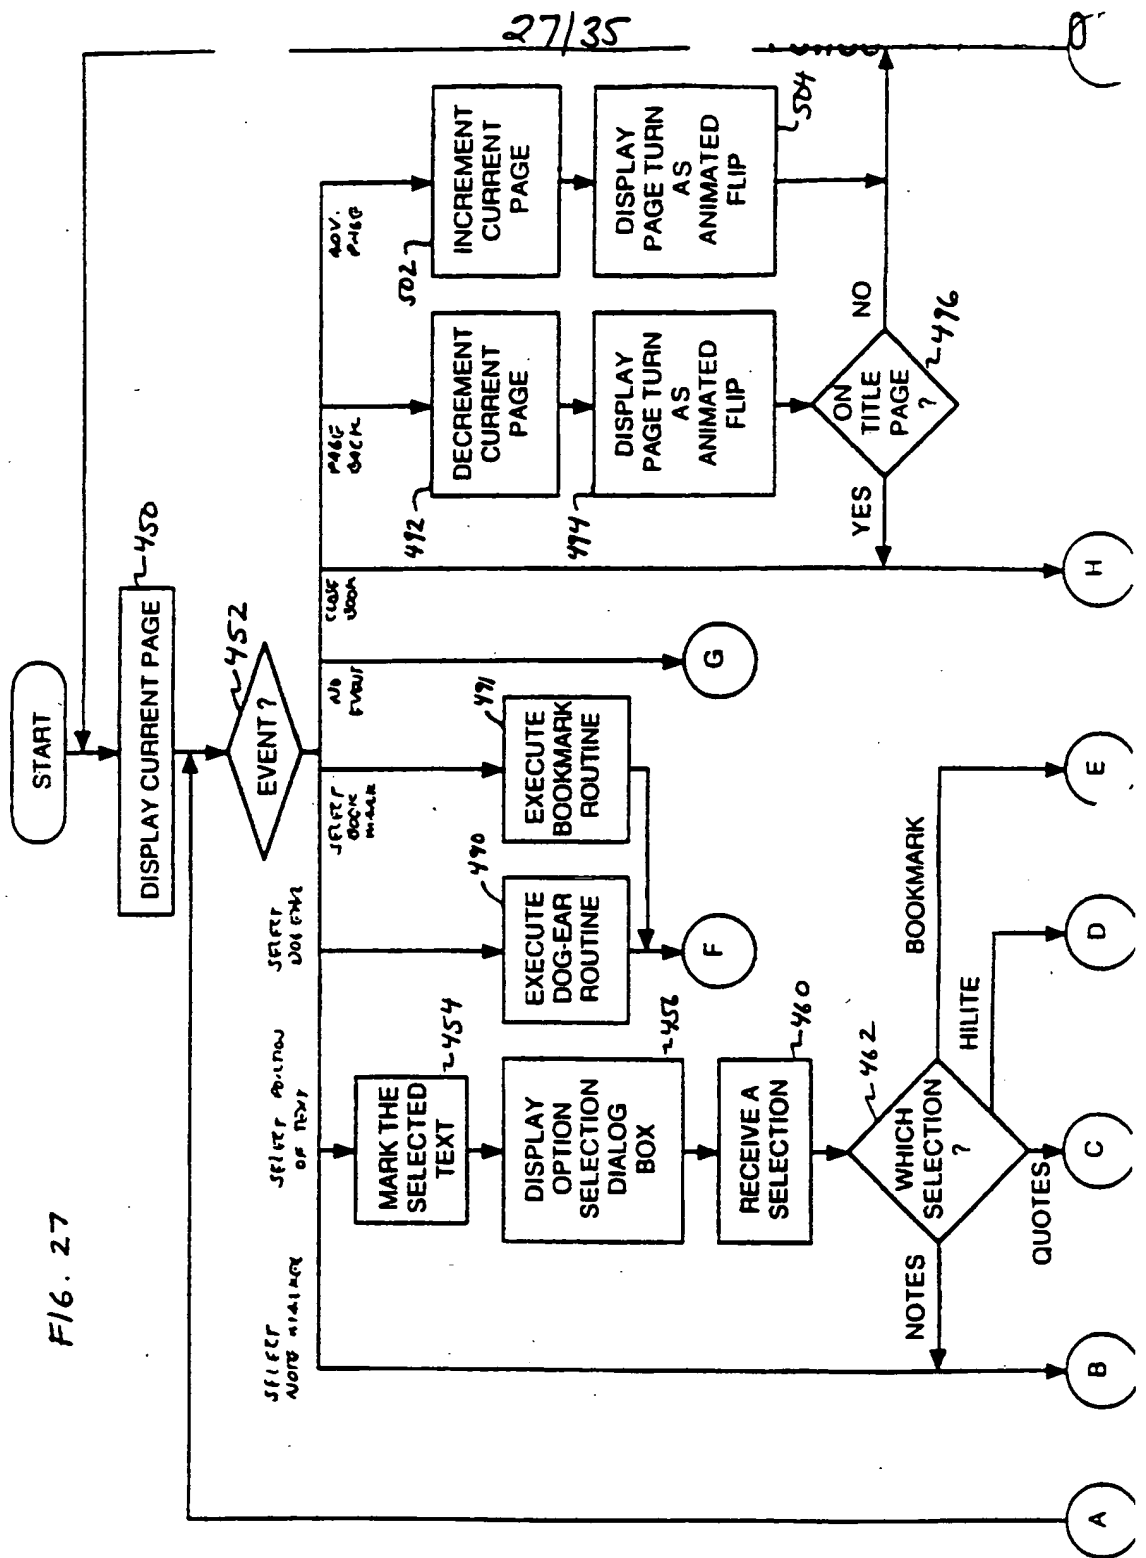 27/35
FIG. 27
START
DISPLAY CURRENT PAGE
450
EVENT?
452
SELECT
NOTE MARKER
SELECT PORTION
OF TEXT
SELECT
DOG EAR
SELECT
BOOK
MARK
NO
EVENT
CLOSE
BOOK
PAGE
BACK
ADV.
PAGE
MARK THE
SELECTED
TEXT
454
DISPLAY
OPTION
SELECTION
DIALOG
BOX
456
RECEIVE A
SELECTION
460
WHICH
SELECTION
?
462
NOTES
QUOTES
HILITE
BOOKMARK
EXECUTE
DOG-EAR
ROUTINE
490
EXECUTE
BOOKMARK
ROUTINE
491
DECREMENT
CURRENT
PAGE
492
DISPLAY
PAGE TURN
AS
ANIMATED
FLIP
494
ON
TITLE
PAGE
?
496
YES
NO
INCREMENT
CURRENT
PAGE
502
DISPLAY
PAGE TURN
AS
ANIMATED
FLIP
504
F
G
A
B
C
D
E
H